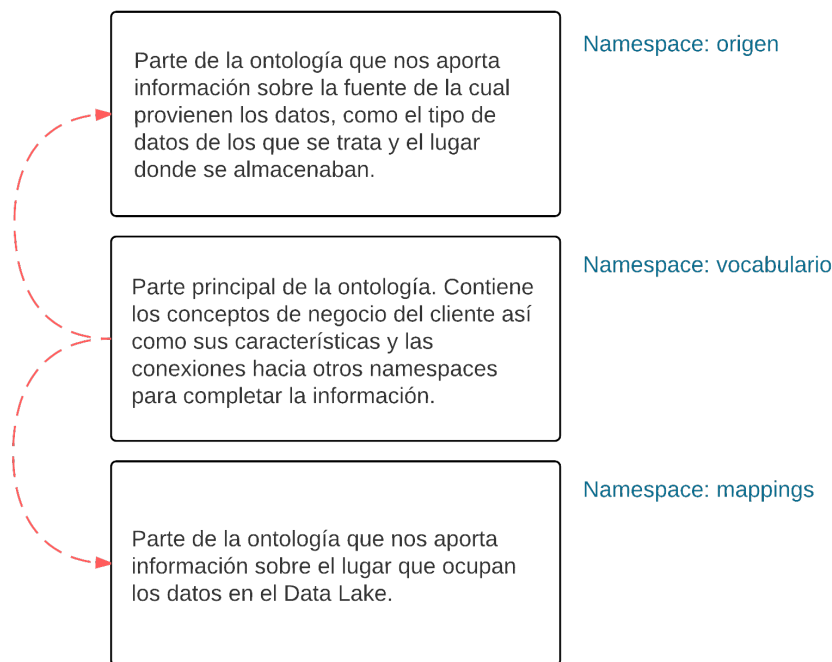 Parte de la ontología que nos aporta
información sobre la fuente de la cual
provienen los datos, como el tipo de
datos de los que se trata y el lugar
donde se almacenaban.
Namespace: origen
Parte principal de la ontología. Contiene
los conceptos de negocio del cliente así
como sus características y las
conexiones hacia otros namespaces
para completar la información.
Namespace: vocabulario
Parte de la ontología que nos aporta
información sobre el lugar que ocupan
los datos en el Data Lake.
Namespace: mappings